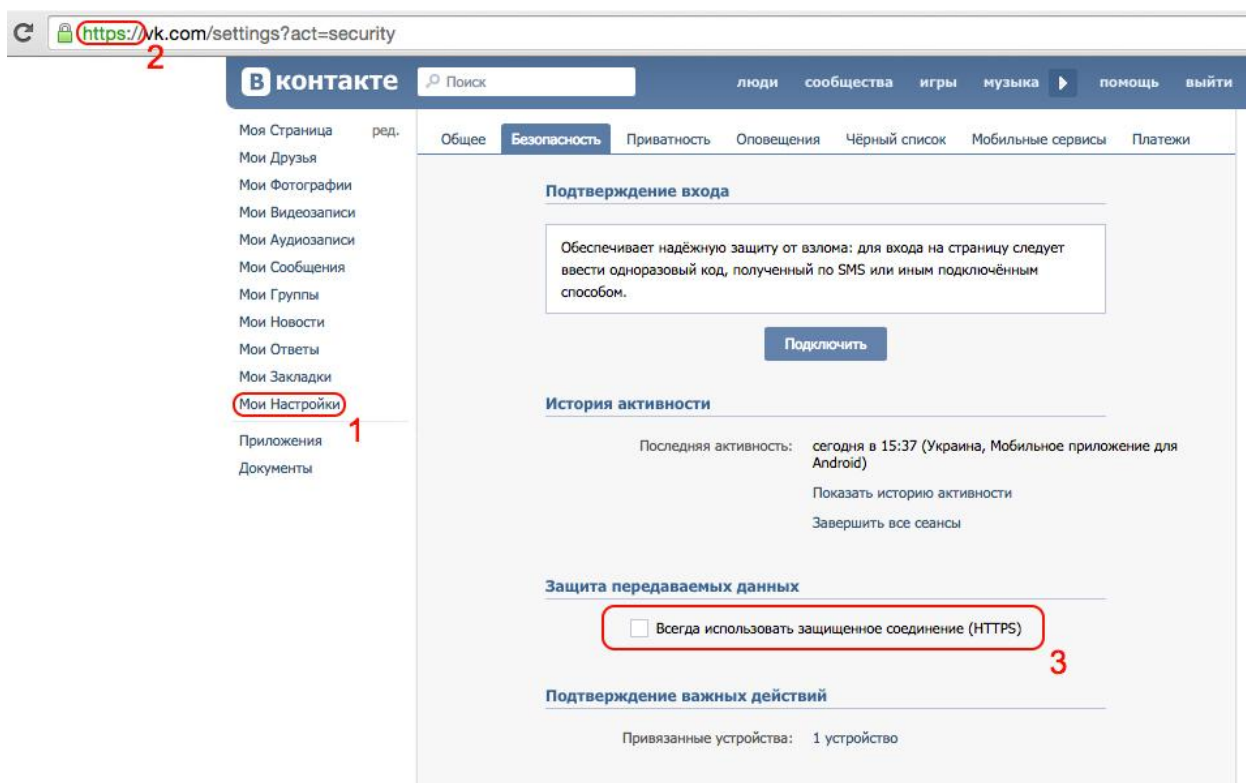 https://vk.com/settings?act=security
2
В контакте Поиск люди сообщества игры музыка помощь выйти
Моя Страница ред.
Мои Друзья
Мои Фотографии
Мои Видеозаписи
Мои Аудиозаписи
Мои Сообщения
Мои Группы
Мои Новости
Мои Ответы
Мои Закладки
Мои Настройки
1
Приложения
Документы
Общее Безопасность Приватность Оповещения Чёрный список Мобильные сервисы Платежи
Подтверждение входа
Обеспечивает надёжную защиту от взлома: для входа на страницу следует
ввести одноразовый код, полученный по SMS или иным подключённым
способом.
Подключить
История активности
Последняя активность: сегодня в 15:37 (Украина, Мобильное приложение для
Android)
Показать историю активности
Завершить все сеансы
Защита передаваемых данных
Всегда использовать защищенное соединение (HTTPS)
3
Подтверждение важных действий
Привязанные устройства: 1 устройство